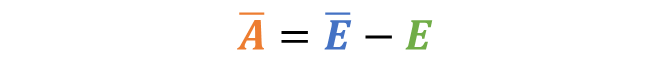 A̅ = E̅ − E